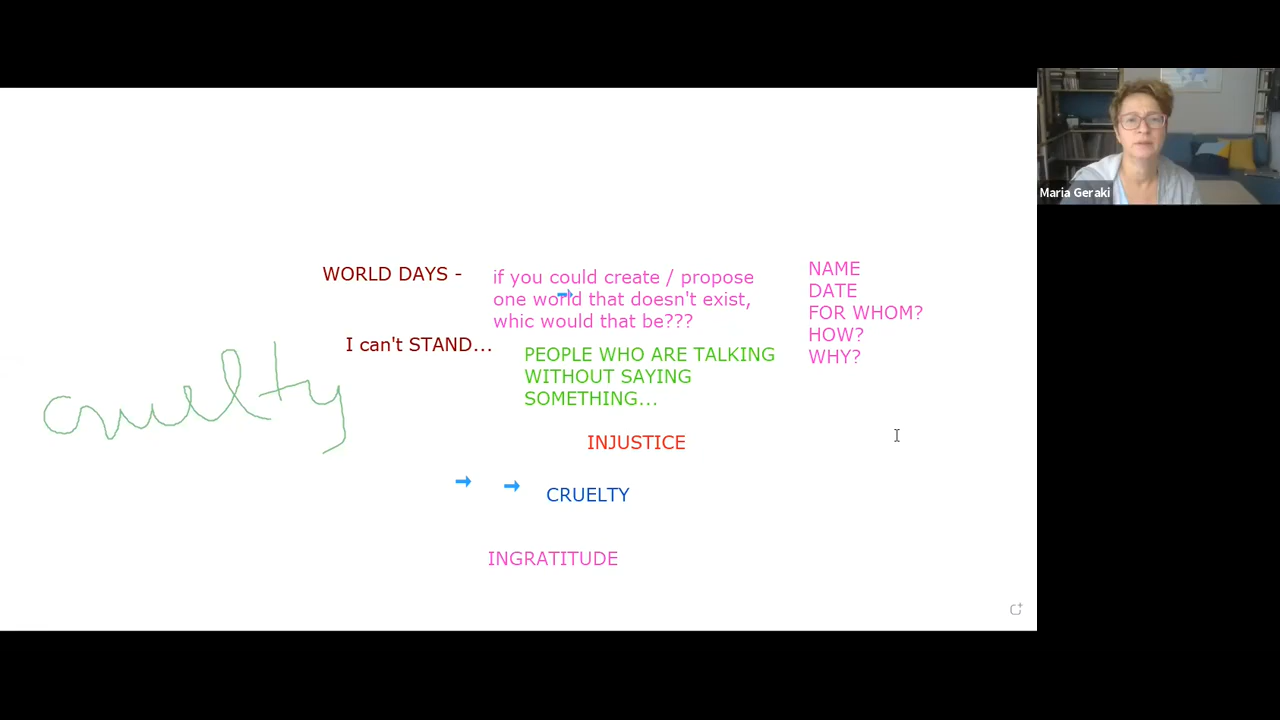 WORLD DAYS -
if you could create / propose
one world that doesn't exist,
whic would that be???
NAME
DATE
FOR WHOM?
HOW?
WHY?
I can't STAND...
PEOPLE WHO ARE TALKING
WITHOUT SAYING
SOMETHING...
cruelty
INJUSTICE
CRUELTY
INGRATITUDE
Maria Geraki